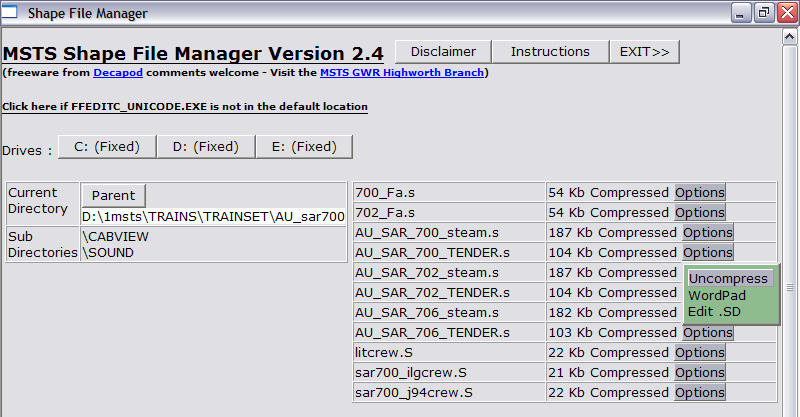 Shape File Manager
MSTS Shape File Manager Version 2.4 Disclaimer Instructions EXIT>>
(freeware from Decapod comments welcome - Visit the MSTS GWR Highworth Branch)
Click here if FFEDITC_UNICODE.EXE is not in the default location
Drives : C: (Fixed) D: (Fixed) E: (Fixed)
Current Directory
Parent
D:\1msts\TRAINS\TRAINSET\AU_sar700
Sub Directories
\CABVIEW
\SOUND
700_Fa.s 54 Kb Compressed Options
702_Fa.s 54 Kb Compressed Options
AU_SAR_700_steam.s 187 Kb Compressed Options
AU_SAR_700_TENDER.s 104 Kb Compressed Options
AU_SAR_702_steam.s 187 Kb Compressed
AU_SAR_702_TENDER.s 104 Kb Compressed
AU_SAR_706_steam.s 182 Kb Compressed
AU_SAR_706_TENDER.s 103 Kb Compressed Options
litcrew.S 22 Kb Compressed Options
sar700_ilgcrew.S 21 Kb Compressed Options
sar700_j94crew.S 22 Kb Compressed Options
Uncompress
WordPad
Edit .SD